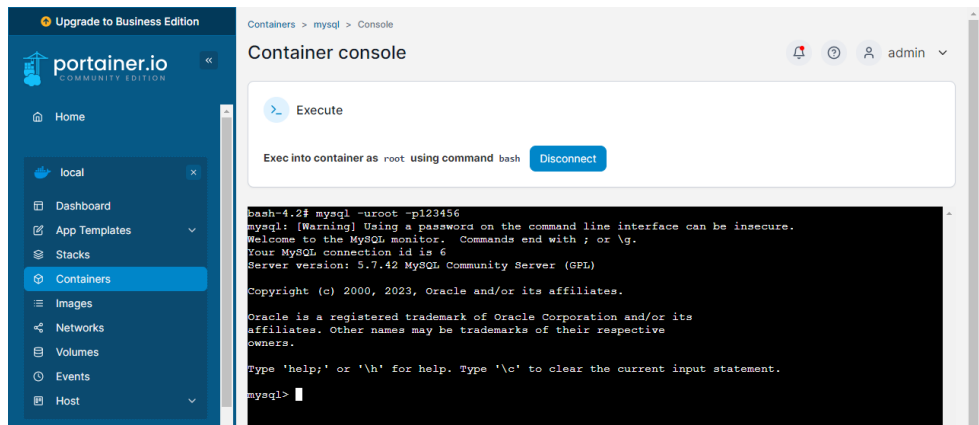 Upgrade to Business Edition
portainer.io
COMMUNITY EDITION
Home
local
Dashboard
App Templates
Stacks
Containers
Images
Networks
Volumes
Events
Host
Containers > mysql > Console
Container console
admin
Execute
Exec into container as root using command bash Disconnect
bash-4.2# mysql -uroot -p123456
mysql: [Warning] Using a password on the command line interface can be insecure.
Welcome to the MySQL monitor.  Commands end with ; or \g.
Your MySQL connection id is 6
Server version: 5.7.42 MySQL Community Server (GPL)
Copyright (c) 2000, 2023, Oracle and/or its affiliates.
Oracle is a registered trademark of Oracle Corporation and/or its
affiliates. Other names may be trademarks of their respective
owners.
Type 'help;' or '\h' for help. Type '\c' to clear the current input statement.
mysql>